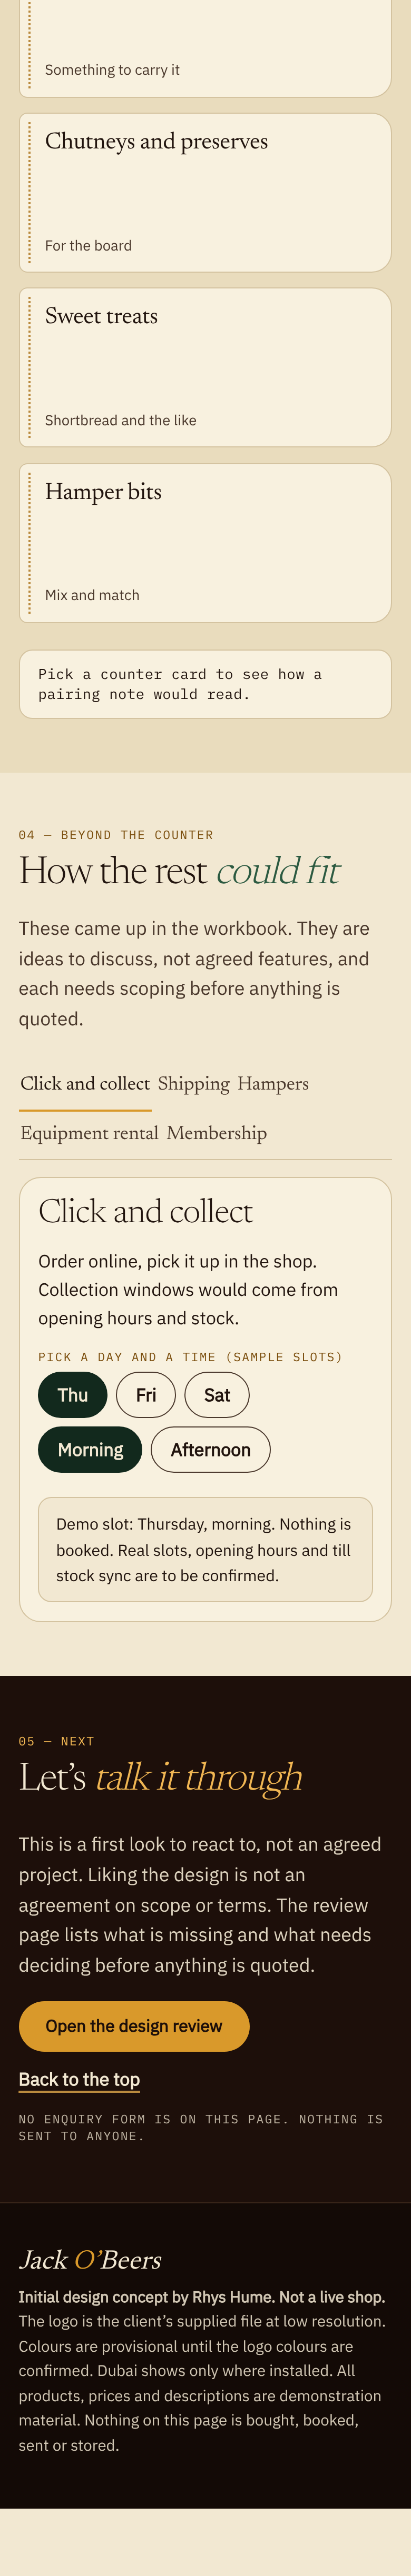 Something to carry it
Chutneys and preserves
For the board
Sweet treats
Shortbread and the like
Hamper bits
Mix and match
Pick a counter card to see how a
pairing note would read.
04 — BEYOND THE COUNTER
How the rest could fit
These came up in the workbook. They are
ideas to discuss, not agreed features, and
each needs scoping before anything is
quoted.
Click and collect Shipping Hampers
Equipment rental Membership
Click and collect
Order online, pick it up in the shop.
Collection windows would come from
opening hours and stock.
PICK A DAY AND A TIME (SAMPLE SLOTS)
Thu Fri Sat
Morning Afternoon
Demo slot: Thursday, morning. Nothing is
booked. Real slots, opening hours and till
stock sync are to be confirmed.
05 — NEXT
Let’s talk it through
This is a first look to react to, not an agreed
project. Liking the design is not an
agreement on scope or terms. The review
page lists what is missing and what needs
deciding before anything is quoted.
Open the design review
Back to the top
NO ENQUIRY FORM IS ON THIS PAGE. NOTHING IS
SENT TO ANYONE.
Jack O’Beers
Initial design concept by Rhys Hume. Not a live shop.
The logo is the client’s supplied file at low resolution.
Colours are provisional until the logo colours are
confirmed. Dubai shows only where installed. All
products, prices and descriptions are demonstration
material. Nothing on this page is bought, booked,
sent or stored.